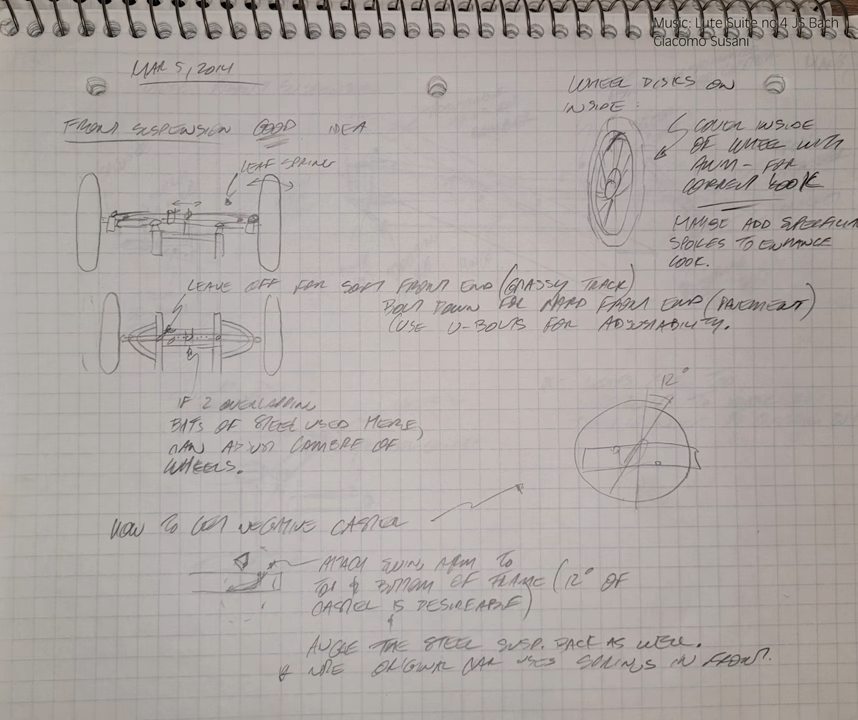 Music: Lute Suite no.4 JS Bach
Giacomo Susani
MAR 5, 2014
FRONT SUSPENSION GOOD IDEA
LEAF SPRING
WHEEL DISKS ON
INSIDE:
COVER INSIDE
OF WHEEL WITH
ALUM - FOR
CORRECT LOOK
MAYBE ADD SUPERFICIAL
SPOKES TO ENHANCE
LOOK.
LEAVE OFF FOR SOFT FRONT END (GRASSY TRACK)
BOLT DOWN FOR HARD FRONT END (PAVEMENT)
(USE U-BOLTS FOR ADJUSTABILITY.
IF 2 OVERLAPPING
BITS OF STEEL USED HERE,
CAN ADJUST CAMBRE OF
WHEELS.
12°
HOW TO GET NEGATIVE CASTER
ATTACH SWING ARM TO
TOP & BOTTOM OF FRAME (12° OF
CASTER IS DESIREABLE)
&
ANGLE THE STEEL SUSP. BACK AS WELL.
NOTE ORIGINAL CAR USES SPRINGS IN FRONT.